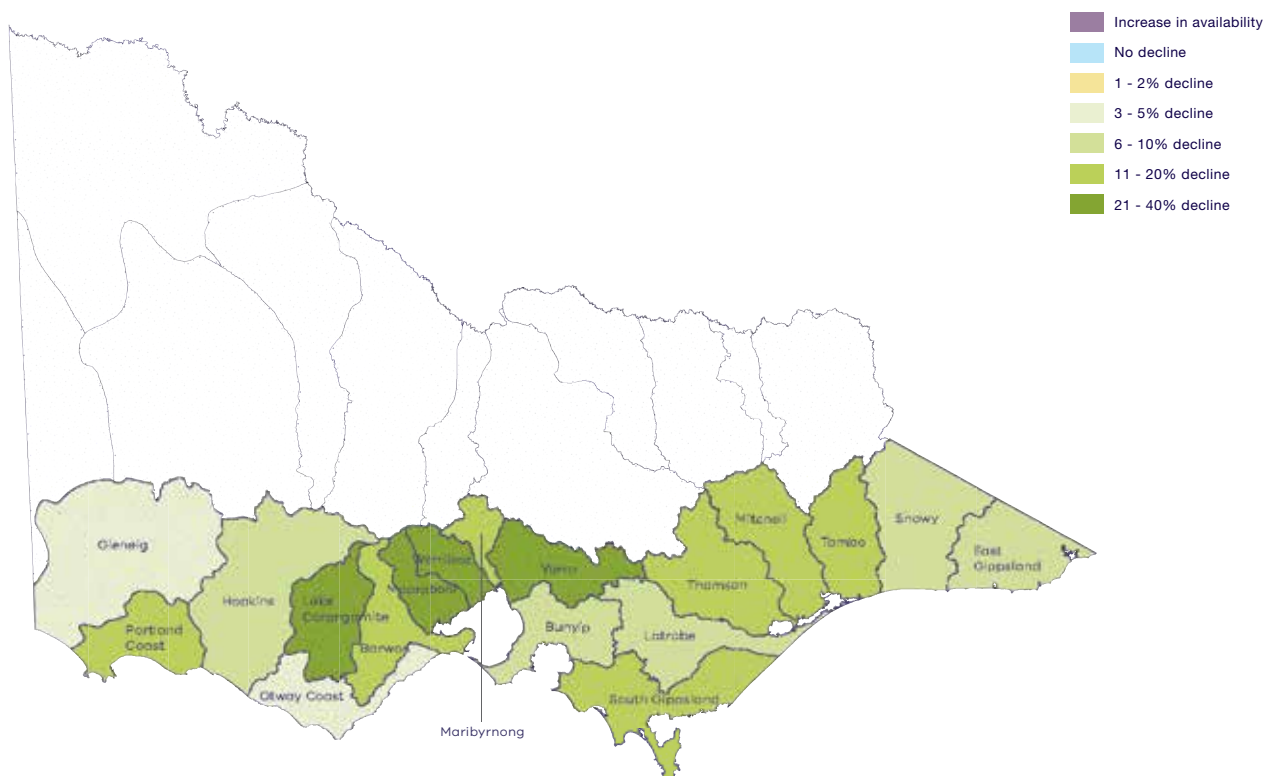 Increase in availability
No decline
1 - 2% decline
3 - 5% decline
6 - 10% decline
11 - 20% decline
21 - 40% decline
Mitchell
Snowy
Tambo
Glenelg
East
Gippsland
Werribee
Yarra
Moorabool
Thomson
Hopkins
Lake
Corangamite
Portland
Coast
Bunyip
Latrobe
Barwon
Otway Coast
South Gippsland
Maribyrnong